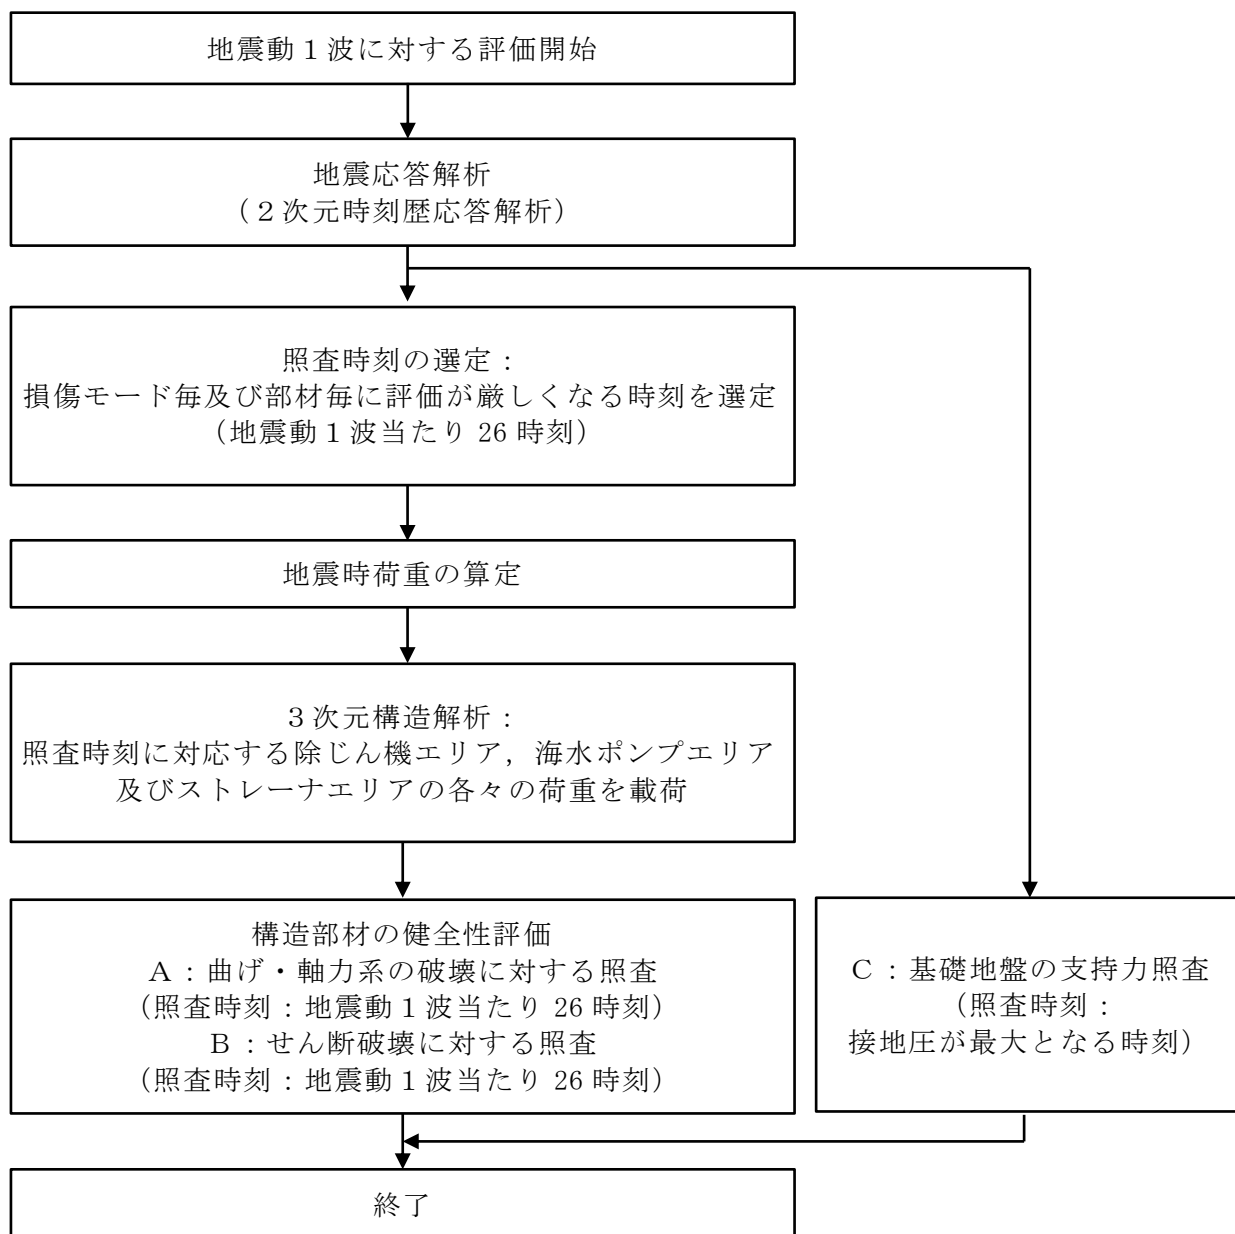 地震動１波に対する評価開始
地震応答解析
（２次元時刻歴応答解析）
照査時刻の選定：
損傷モード毎及び部材毎に評価が厳しくなる時刻を選定
（地震動１波当たり 26 時刻）
地震時荷重の算定
３次元構造解析：
照査時刻に対応する除じん機エリア，海水ポンプエリア
及びストレーナエリアの各々の荷重を載荷
構造部材の健全性評価
Ａ：曲げ・軸力系の破壊に対する照査
（照査時刻：地震動１波当たり 26 時刻）
Ｂ：せん断破壊に対する照査
（照査時刻：地震動１波当たり 26 時刻）
Ｃ：基礎地盤の支持力照査
（照査時刻：
接地圧が最大となる時刻）
終了